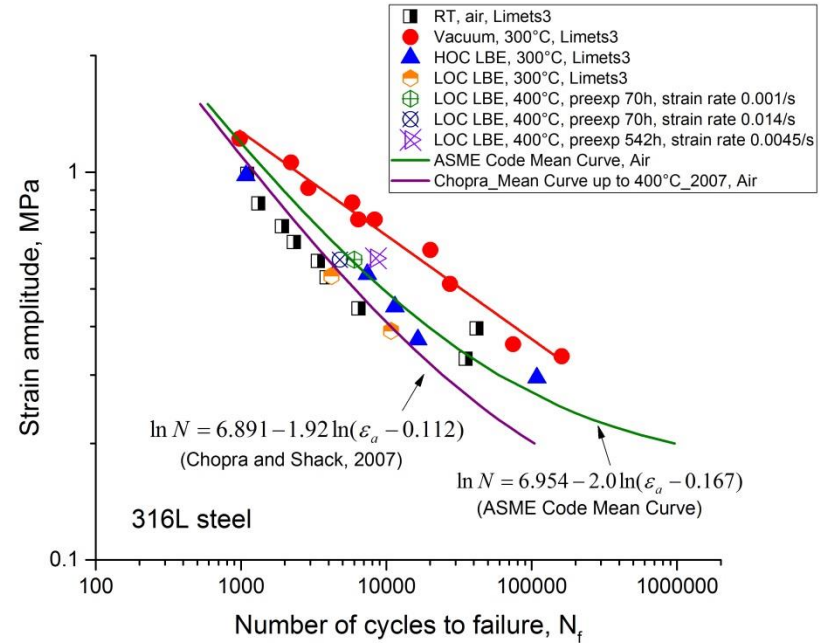 RT, air, Limets3
Vacuum, 300°C, Limets3
HOC LBE, 300°C, Limets3
LOC LBE, 300°C, Limets3
LOC LBE, 400°C, preexp 70h, strain rate 0.001/s
LOC LBE, 400°C, preexp 70h, strain rate 0.014/s
LOC LBE, 400°C, preexp 542h, strain rate 0.0045/s
ASME Code Mean Curve, Air
Chopra_Mean Curve up to 400°C_2007, Air
Strain amplitude, MPa
1
0.1
ln N = 6.891−1.92 ln(εa −0.112)
(Chopra and Shack, 2007)
ln N = 6.954−2.0 ln(εa −0.167)
(ASME Code Mean Curve)
316L steel
100
1000
10000
100000
1000000
Number of cycles to failure, Nf